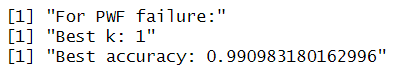 [1] "For PWF failure:"
[1] "Best k: 1"
[1] "Best accuracy: 0.990983180162996"